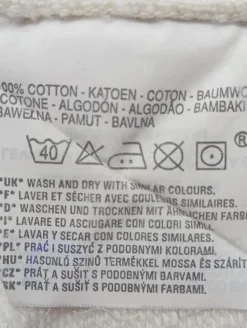 100% COTTON - KATOEN - COTON - BAUMWO
COTONE - ALGODÓN - ALGODÃO - BAMBAKI
BAWEŁNA - PAMUT - BAVLNA
40
®
"UK" WASH AND DRY WITH SIMILAR COLOURS.
"F" LAVER ET SÉCHER AVEC COULEURS SIMILAIRES.
"D" WASCHEN UND TROCKNEN MIT ÄHNLICHEN FARBE
"I" LAVARE ED ASCIUGARE CON COLORI SIMILI.
"E" LAVAR Y SECAR CON COLORES SIMILARES.
"PL" PRAĆ I SUSZYĆ Z PODOBNYMI KOLORAMI.
"HU" HASONLÓ SZINŰ TERMÉKKEL MOSSA ÉS SZÁRÍT
"CZ" PRÁT A SUŠIT S PODOBNÝMI BARVAMI.
"SK" PRAŤ A SUŠIŤ S PODOBNÝMI FARBAMI.